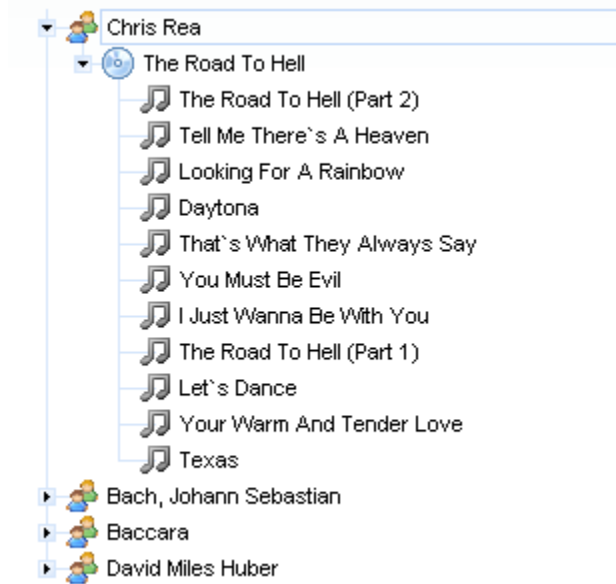 Chris Rea
The Road To Hell
The Road To Hell (Part 2)
Tell Me There`s A Heaven
Looking For A Rainbow
Daytona
That`s What They Always Say
You Must Be Evil
I Just Wanna Be With You
The Road To Hell (Part 1)
Let`s Dance
Your Warm And Tender Love
Texas
Bach, Johann Sebastian
Baccara
David Miles Huber